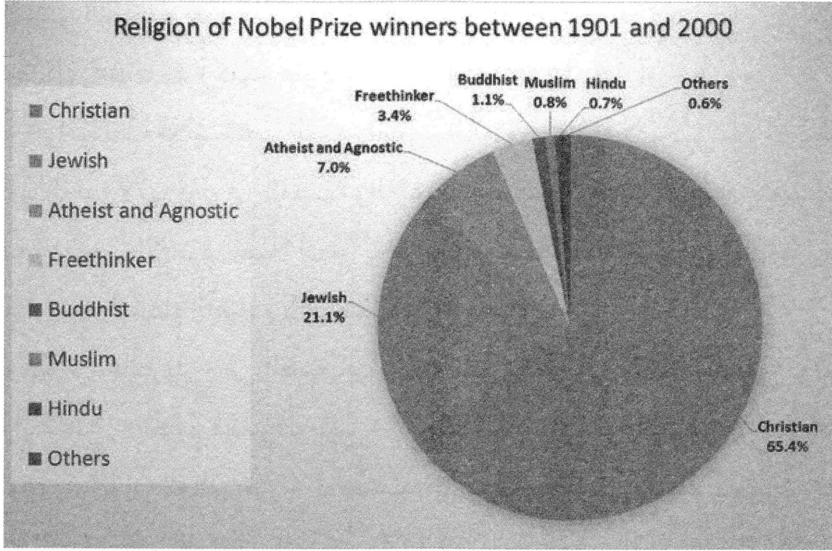 Religion of Nobel Prize winners between 1901 and 2000
Christian
Jewish
Atheist and Agnostic
Freethinker
Buddhist
Muslim
Hindu
Others
Buddhist
1.1%
Muslim
0.8%
Hindu
0.7%
Others
0.6%
Freethinker
3.4%
Atheist and Agnostic
7.0%
Jewish
21.1%
Christian
65.4%